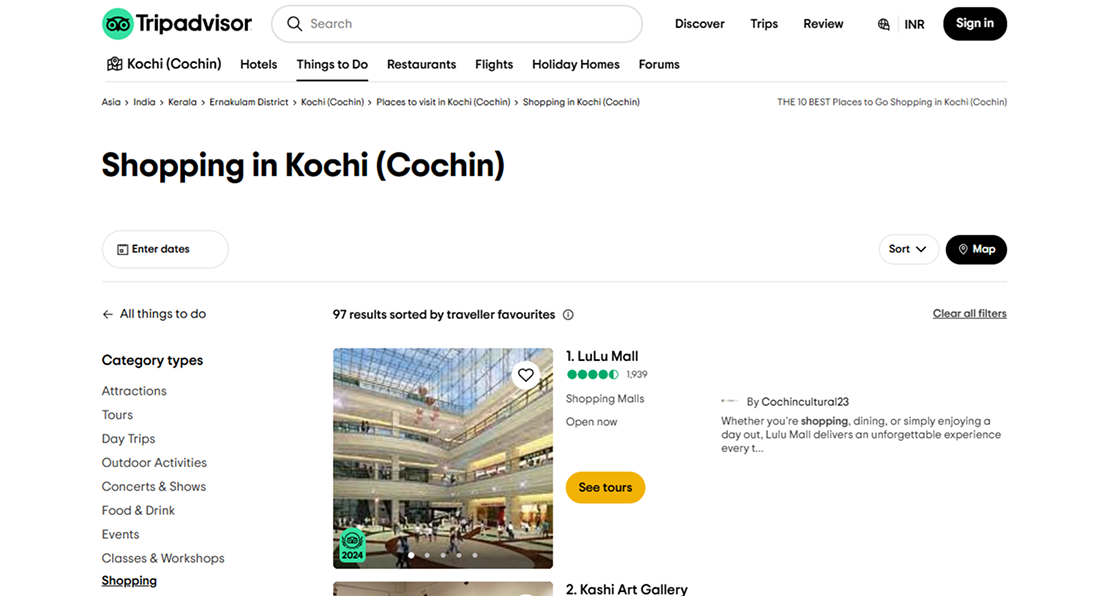 Tripadvisor
Search
Discover
Trips
Review
INR
Sign in
Kochi (Cochin)
Hotels
Things to Do
Restaurants
Flights
Holiday Homes
Forums
Asia > India > Kerala > Ernakulam District > Kochi (Cochin) > Places to visit in Kochi (Cochin) > Shopping in Kochi (Cochin)
THE 10 BEST Places to Go Shopping in Kochi (Cochin)
Shopping in Kochi (Cochin)
Enter dates
Sort
Map
All things to do
Category types
Attractions
Tours
Day Trips
Outdoor Activities
Concerts & Shows
Food & Drink
Events
Classes & Workshops
Shopping
97 results sorted by traveller favourites
Clear all filters
2024
1. LuLu Mall
1,939
Shopping Malls
Open now
See tours
By Cochincultural23
Whether you're shopping, dining, or simply enjoying a
day out, Lulu Mall delivers an unforgettable experience
every t...
2. Kashi Art Gallery